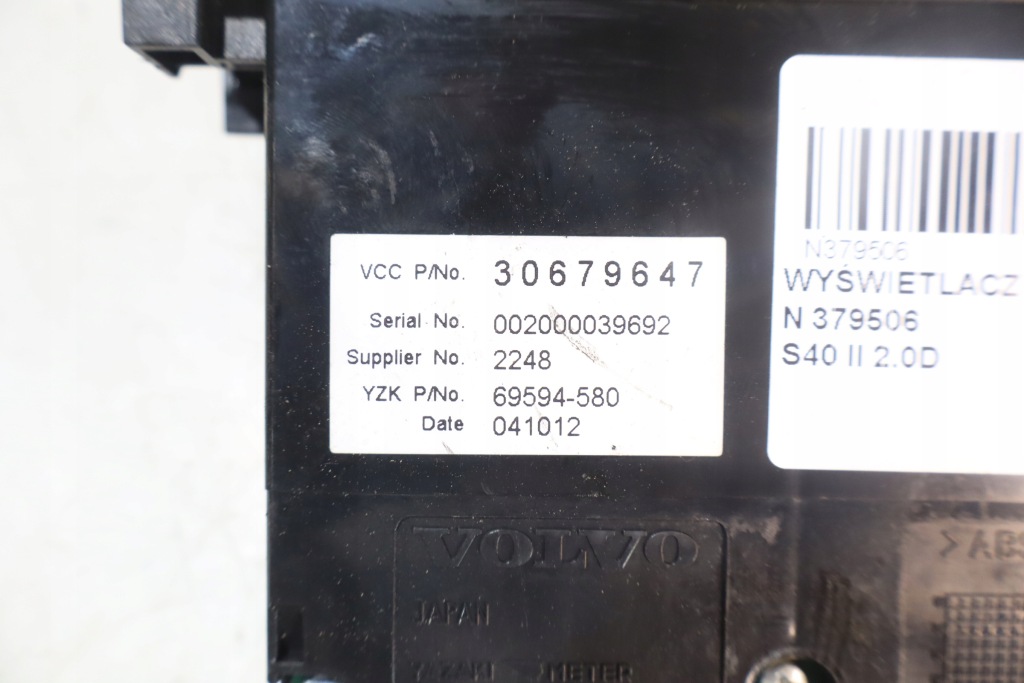 VCC P/No. 30679647
Serial No. 002000039692
Supplier No. 2248
YZK P/No. 69594-580
Date 041012
N379506
WYŚWIETLACZ
N 379506
S40 II 2.0D
VOLVO
JAPAN
YAZAKI METER
>ABS